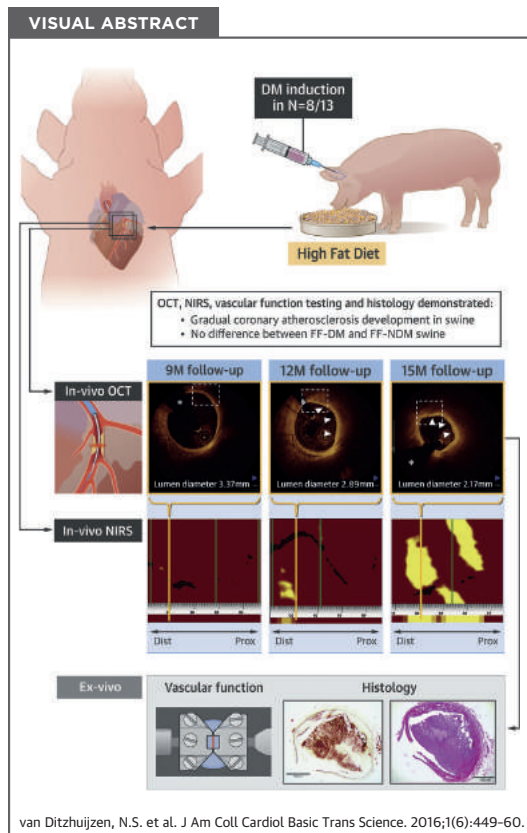 VISUAL ABSTRACT
DM induction
in N=8/13
High Fat Diet
OCT, NIRS, vascular function testing and histology demonstrated:
• Gradual coronary atherosclerosis development in swine
• No difference between FF-DM and FF-NDM swine
In-vivo OCT
9M follow-up
12M follow-up
15M follow-up
Lumen diameter 3.37mm
Lumen diameter 2.89mm
Lumen diameter 2.17mm
In-vivo NIRS
Dist Prox
Dist Prox
Dist Prox
Ex-vivo
Vascular function
Histology
van Ditzhuijzen, N.S. et al. J Am Coll Cardiol Basic Trans Science. 2016;1(6):449–60.